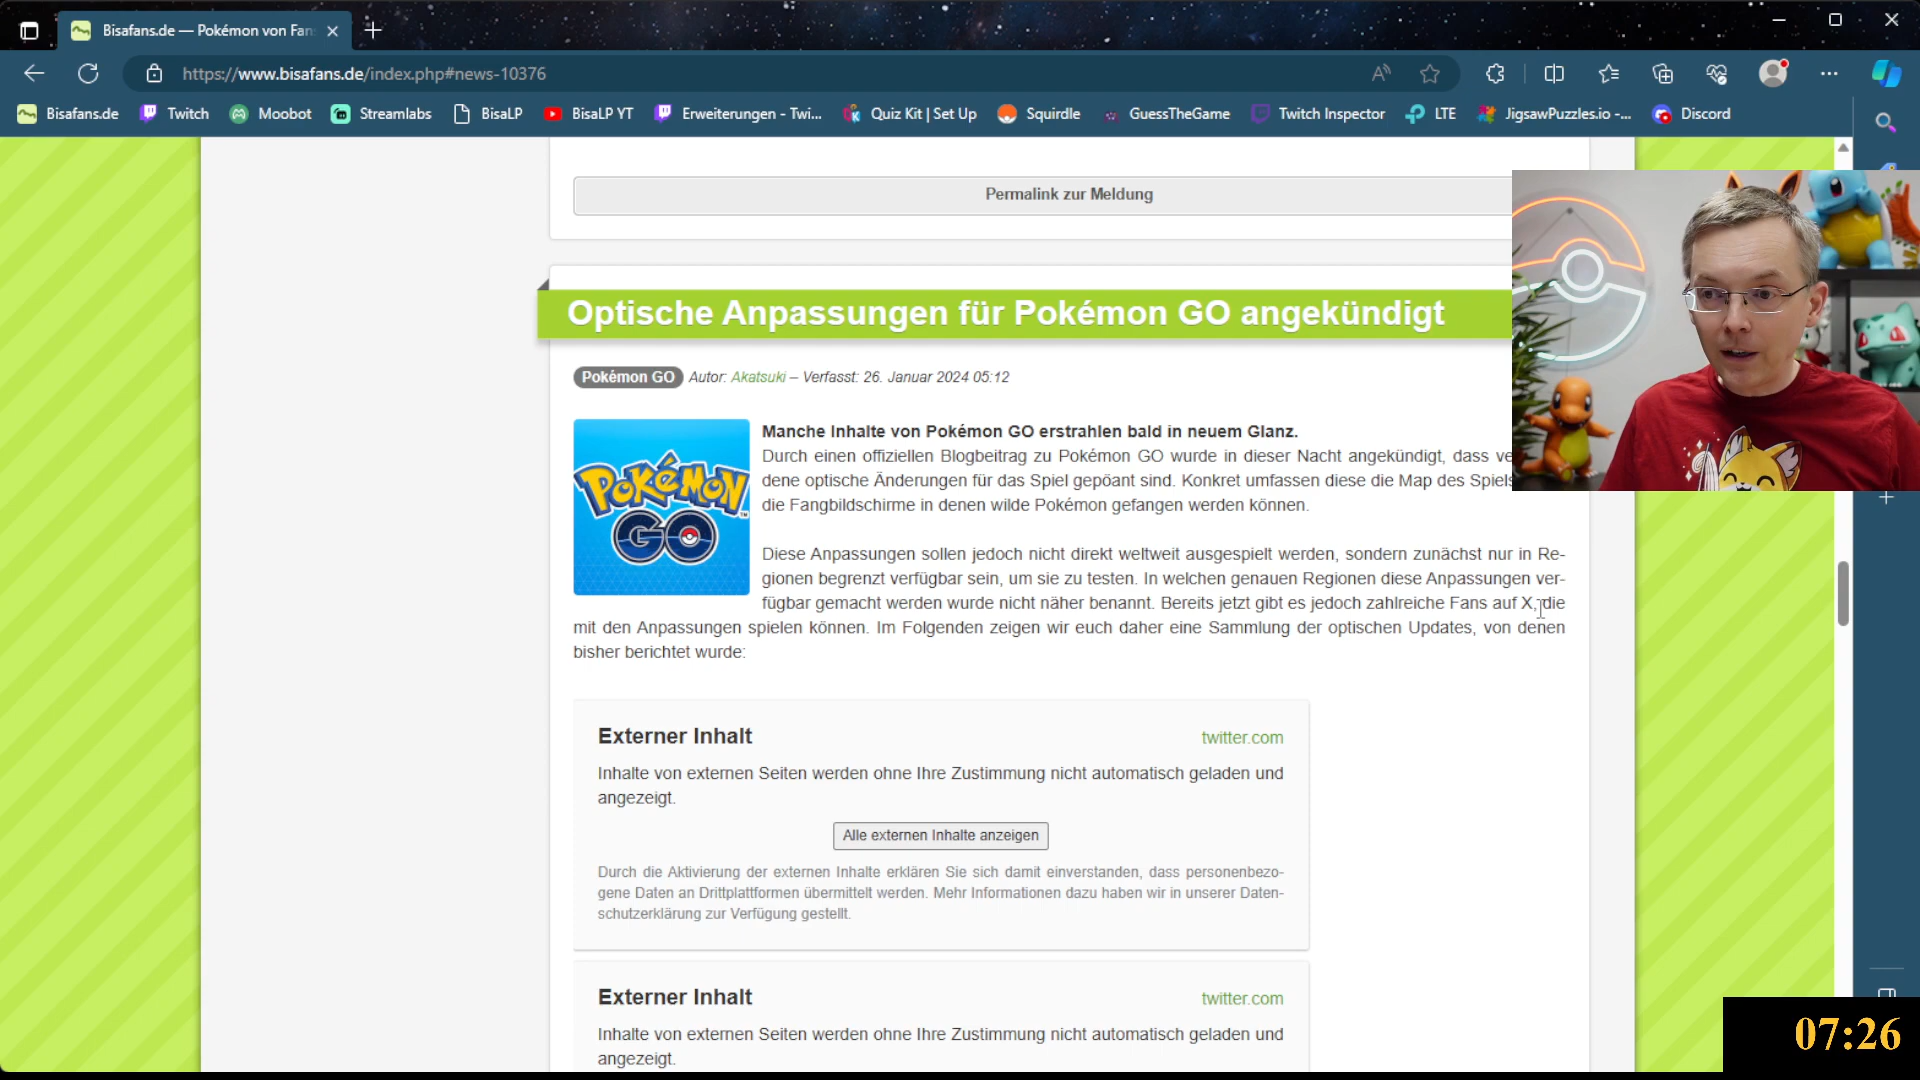 Bisafans.de — Pokémon von Fan
https://www.bisafans.de/index.php#news-10376
Bisafans.de
Twitch
Moobot
Streamlabs
BisaLP
BisaLP YT
Erweiterungen - Twi...
Quiz Kit | Set Up
Squirdle
GuessTheGame
Twitch Inspector
LTE
JigsawPuzzles.io -...
Discord
Permalink zur Meldung
Optische Anpassungen für Pokémon GO angekündigt
Pokémon GO Autor: Akatsuki – Verfasst: 26. Januar 2024 05:12
POKÉMON
GO
Manche Inhalte von Pokémon GO erstrahlen bald in neuem Glanz.
Durch einen offiziellen Blogbeitrag zu Pokémon GO wurde in dieser Nacht angekündigt, dass ve
dene optische Änderungen für das Spiel gepöant sind. Konkret umfassen diese die Map des Spiels
die Fangbildschirme in denen wilde Pokémon gefangen werden können.
Diese Anpassungen sollen jedoch nicht direkt weltweit ausgespielt werden, sondern zunächst nur in Re-
gionen begrenzt verfügbar sein, um sie zu testen. In welchen genauen Regionen diese Anpassungen ver-
fügbar gemacht werden wurde nicht näher benannt. Bereits jetzt gibt es jedoch zahlreiche Fans auf X, die
mit den Anpassungen spielen können. Im Folgenden zeigen wir euch daher eine Sammlung der optischen Updates, von denen
bisher berichtet wurde:
Externer Inhalt
twitter.com
Inhalte von externen Seiten werden ohne Ihre Zustimmung nicht automatisch geladen und
angezeigt.
Alle externen Inhalte anzeigen
Durch die Aktivierung der externen Inhalte erklären Sie sich damit einverstanden, dass personenbezo-
gene Daten an Drittplattformen übermittelt werden. Mehr Informationen dazu haben wir in unserer Daten-
schutzerklärung zur Verfügung gestellt.
Externer Inhalt
twitter.com
Inhalte von externen Seiten werden ohne Ihre Zustimmung nicht automatisch geladen und
angezeigt.
07:26